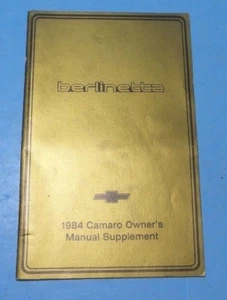 berlinetta
1984 Camaro Owner's
Manual Supplement